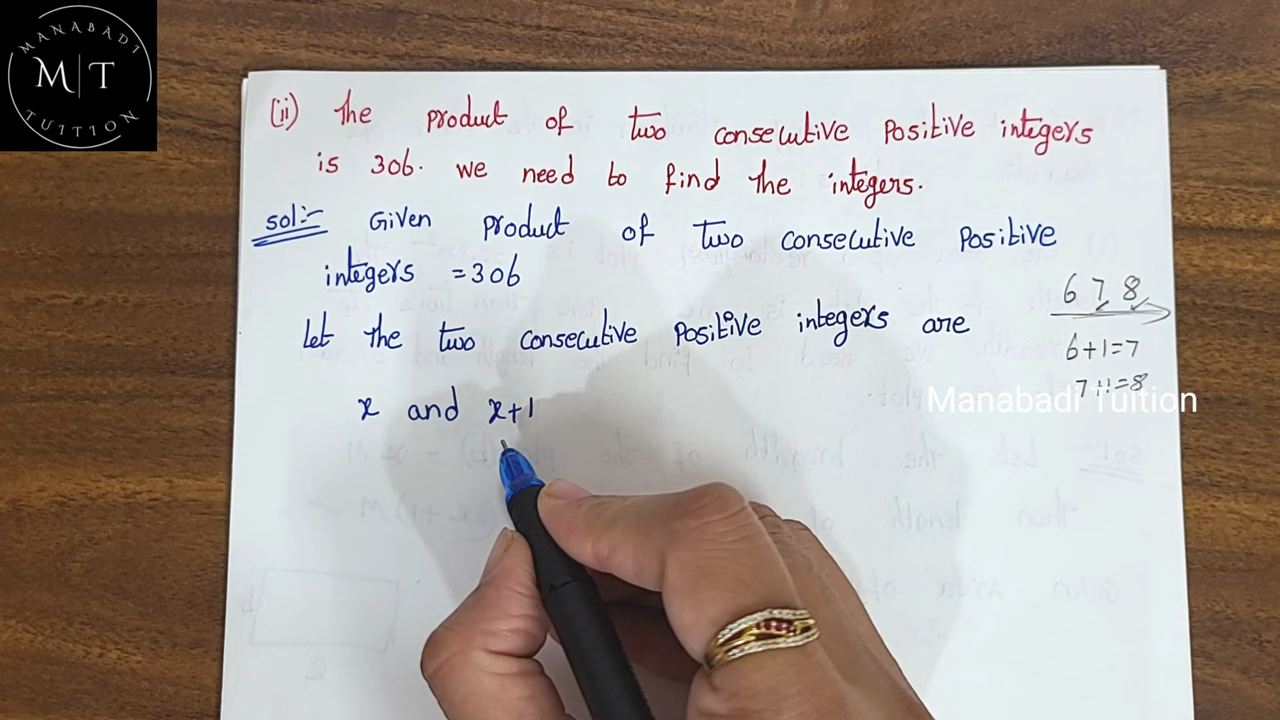 MANABADI
M|T
TUITION
(ii) The product of two consecutive positive integers
is 306. we need to find the integers.
Sol:- Given product of two consecutive positive
integers = 306
Let the two consecutive positive integers are
x and x+1
6 7 8
6+1=7
7+1=8
Manabadi Tuition